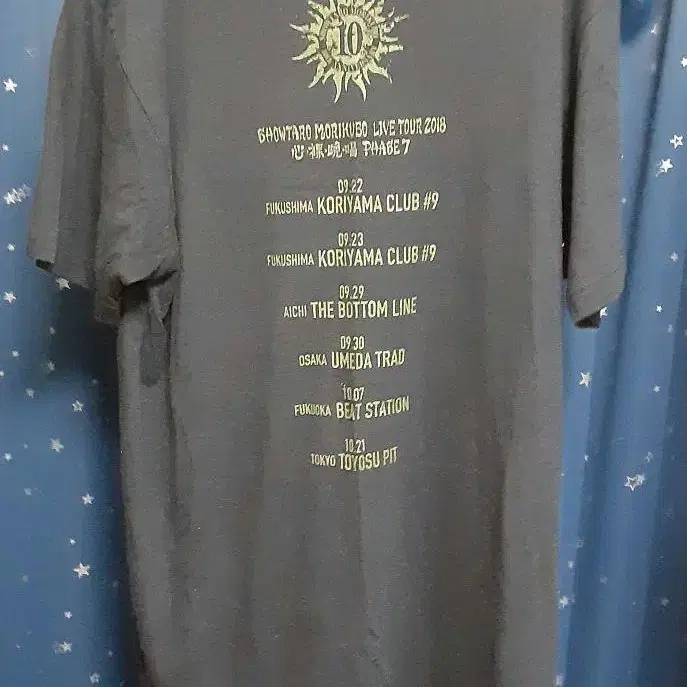 10
SHOWTARO MORIKUBO LIVE TOUR 2018
心・裸・晩・唱 PHASE7
09.22
FUKUSHIMA KORIYAMA CLUB #9
09.23
FUKUSHIMA KORIYAMA CLUB #9
09.29
AICHI THE BOTTOM LINE
09.30
OSAKA UMEDA TRAD
10.07
FUKUOKA BEAT STATION
10.21
TOKYO TOYOSU PIT